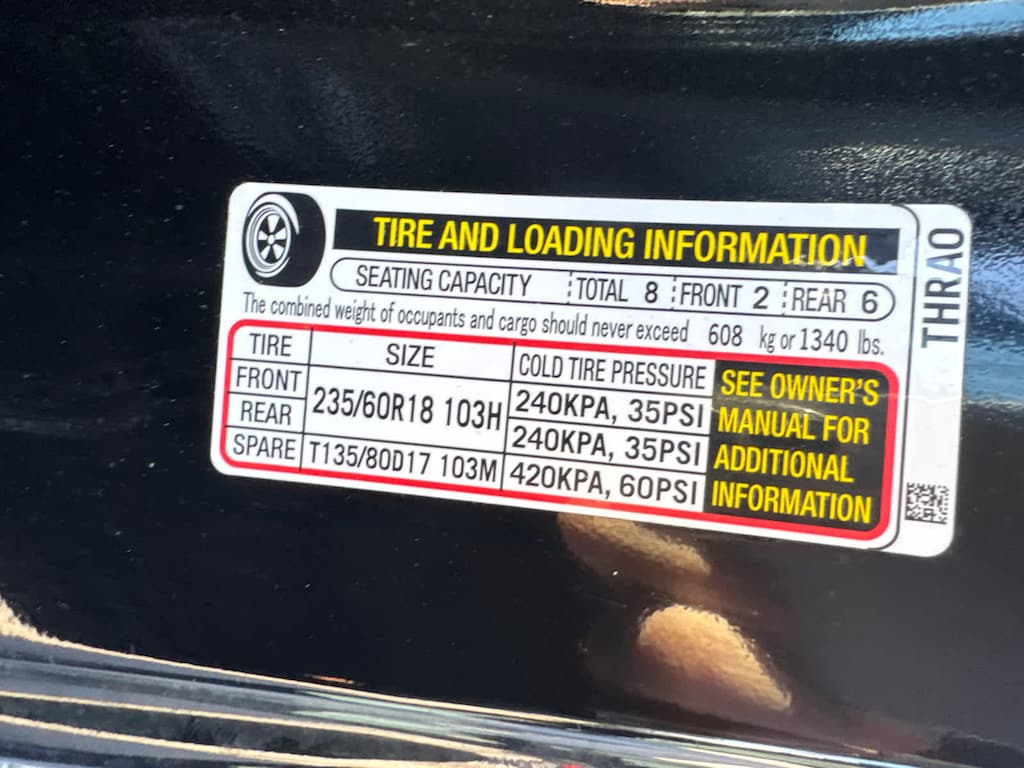 TIRE AND LOADING INFORMATION
SEATING CAPACITY TOTAL 8 FRONT 2 REAR 6
The combined weight of occupants and cargo should never exceed 608 kg or 1340 lbs.
TIRE SIZE COLD TIRE PRESSURE
FRONT 235/60R18 103H 240KPA, 35PSI
REAR 240KPA, 35PSI
SPARE T135/80D17 103M 420KPA, 60PSI
SEE OWNER'S
MANUAL FOR
ADDITIONAL
INFORMATION
THRAO